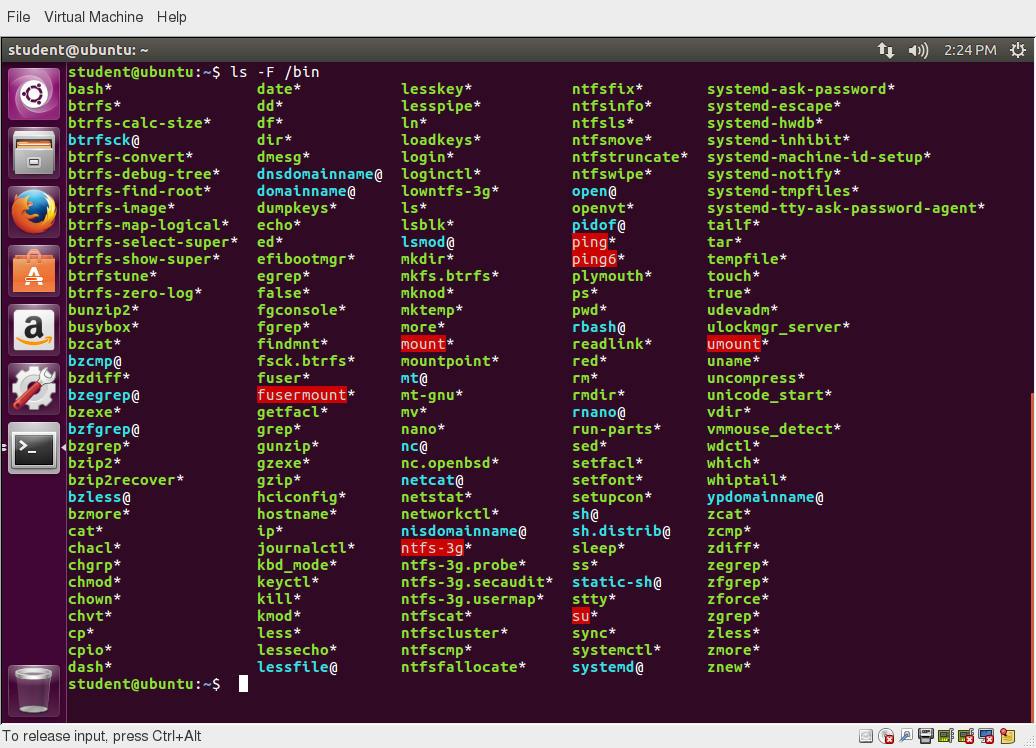 File Virtual Machine Help
student@ubuntu: ~ 2:24 PM
student@ubuntu:~$ ls -F /bin
bash* date* lesskey* ntfsfix* systemd-ask-password*
btrfs* dd* lesspipe* ntfsinfo* systemd-escape*
btrfs-calc-size* df* ln* ntfsls* systemd-hwdb*
btrfsck@ dir* loadkeys* ntfsmove* systemd-inhibit*
btrfs-convert* dmesg* login* ntfstruncate* systemd-machine-id-setup*
btrfs-debug-tree* dnsdomainname@ loginctl* ntfswipe* systemd-notify*
btrfs-find-root* domainname@ lowntfs-3g* open@ systemd-tmpfiles*
btrfs-image* dumpkeys* ls* openvt* systemd-tty-ask-password-agent*
btrfs-map-logical* echo* lsblk* pidof@ tailf*
btrfs-select-super* ed* lsmod@ ping* tar*
btrfs-show-super* efibootmgr* mkdir* ping6* tempfile*
btrfstune* egrep* mkfs.btrfs* plymouth* touch*
btrfs-zero-log* false* mknod* ps* true*
bunzip2* fgconsole* mktemp* pwd* udevadm*
busybox* fgrep* more* rbash@ ulockmgr_server*
bzcat* findmnt* mount* readlink* umount*
bzcmp@ fsck.btrfs* mountpoint* red* uname*
bzdiff* fuser* mt@ rm* uncompress*
bzegrep@ fusermount* mt-gnu* rmdir* unicode_start*
bzexe* getfacl* mv* rnano@ vdir*
bzfgrep@ grep* nano* run-parts* vmmouse_detect*
bzgrep* gunzip* nc@ sed* wdctl*
bzip2* gzexe* nc.openbsd* setfacl* which*
bzip2recover* gzip* netcat@ setfont* whiptail*
bzless@ hciconfig* netstat* setupcon* ypdomainname@
bzmore* hostname* networkctl* sh@ zcat*
cat* ip* nisdomainname@ sh.distrib@ zcmp*
chacl* journalctl* ntfs-3g* sleep* zdiff*
chgrp* kbd_mode* ntfs-3g.probe* ss* zegrep*
chmod* keyctl* ntfs-3g.secaudit* static-sh@ zfgrep*
chown* kill* ntfs-3g.usermap* stty* zforce*
chvt* kmod* ntfscat* su* zgrep*
cp* less* ntfscluster* sync* zless*
cpio* lessecho* ntfscmp* systemctl* zmore*
dash* lessfile@ ntfsfallocate* systemd@ znew*
student@ubuntu:~$
To release input, press Ctrl+Alt